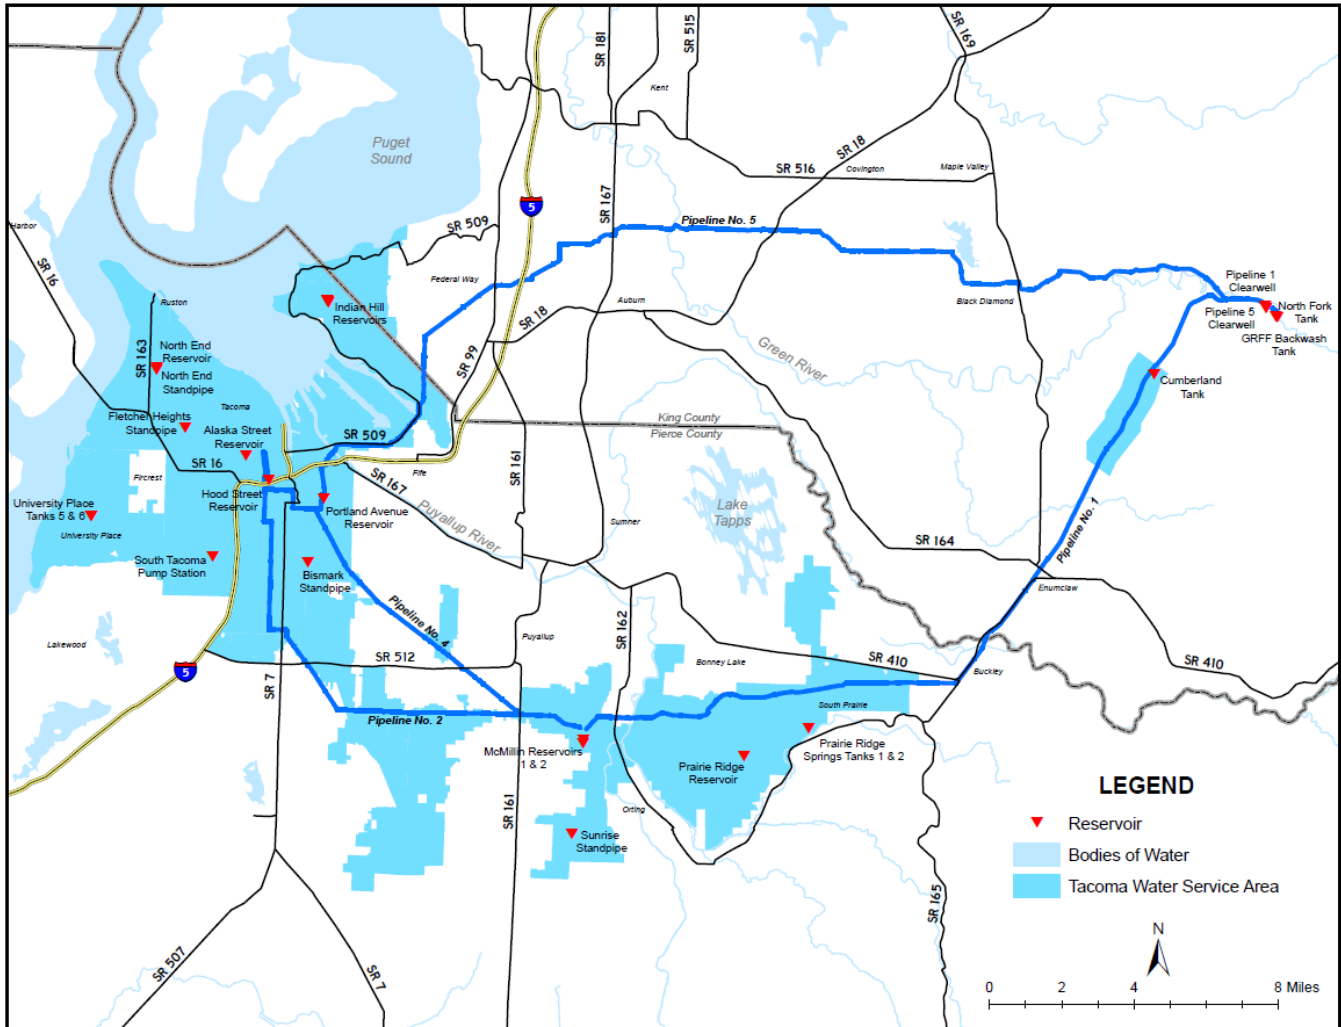 SR 181
SR 515
SR 169
Kent
Puget
Sound
SR 18
SR 516
Covington
Maple Valley
SR 167
5
Harbor
SR 509
Pipeline No. 5
SR 16
Federal Way
Pipeline 1
Clearwell
Ruston
Indian Hill
Reservoirs
Auburn
Black Diamond
North Fork
Tank
Pipeline 5
Clearwell
SR 18
GRFF Backwash
Tank
North End
Reservoir
SR 163
North End
Standpipe
SR 99
Green River
Cumberland
Tank
Tacoma
Fletcher Heights
Standpipe
Alaska Street
Reservoir
SR 509
King County
Pierce County
SR 16
Fife
SR 161
Fircrest
SR 167
Hood Street
Reservoir
Portland Avenue
Reservoir
Puyallup River
Lake
Tapps
University Place
Tanks 5 & 6
University Place
Sumner
Pipeline No. 1
South Tacoma
Pump Station
Bismark
Standpipe
SR 164
Enumclaw
Pipeline No. 4
SR 162
Lakewood
Puyallup
SR 512
Bonney Lake
SR 410
Buckley
SR 410
5
SR 7
Pipeline No. 2
South Prairie
McMillin Reservoirs
1 & 2
Prairie Ridge
Springs Tanks 1 & 2
Prairie Ridge
Reservoir
SR 161
Orting
Sunrise
Standpipe
SR 165
SR 507
SR 7
LEGEND
Reservoir
Bodies of Water
Tacoma Water Service Area
N
0 2 4 8 Miles